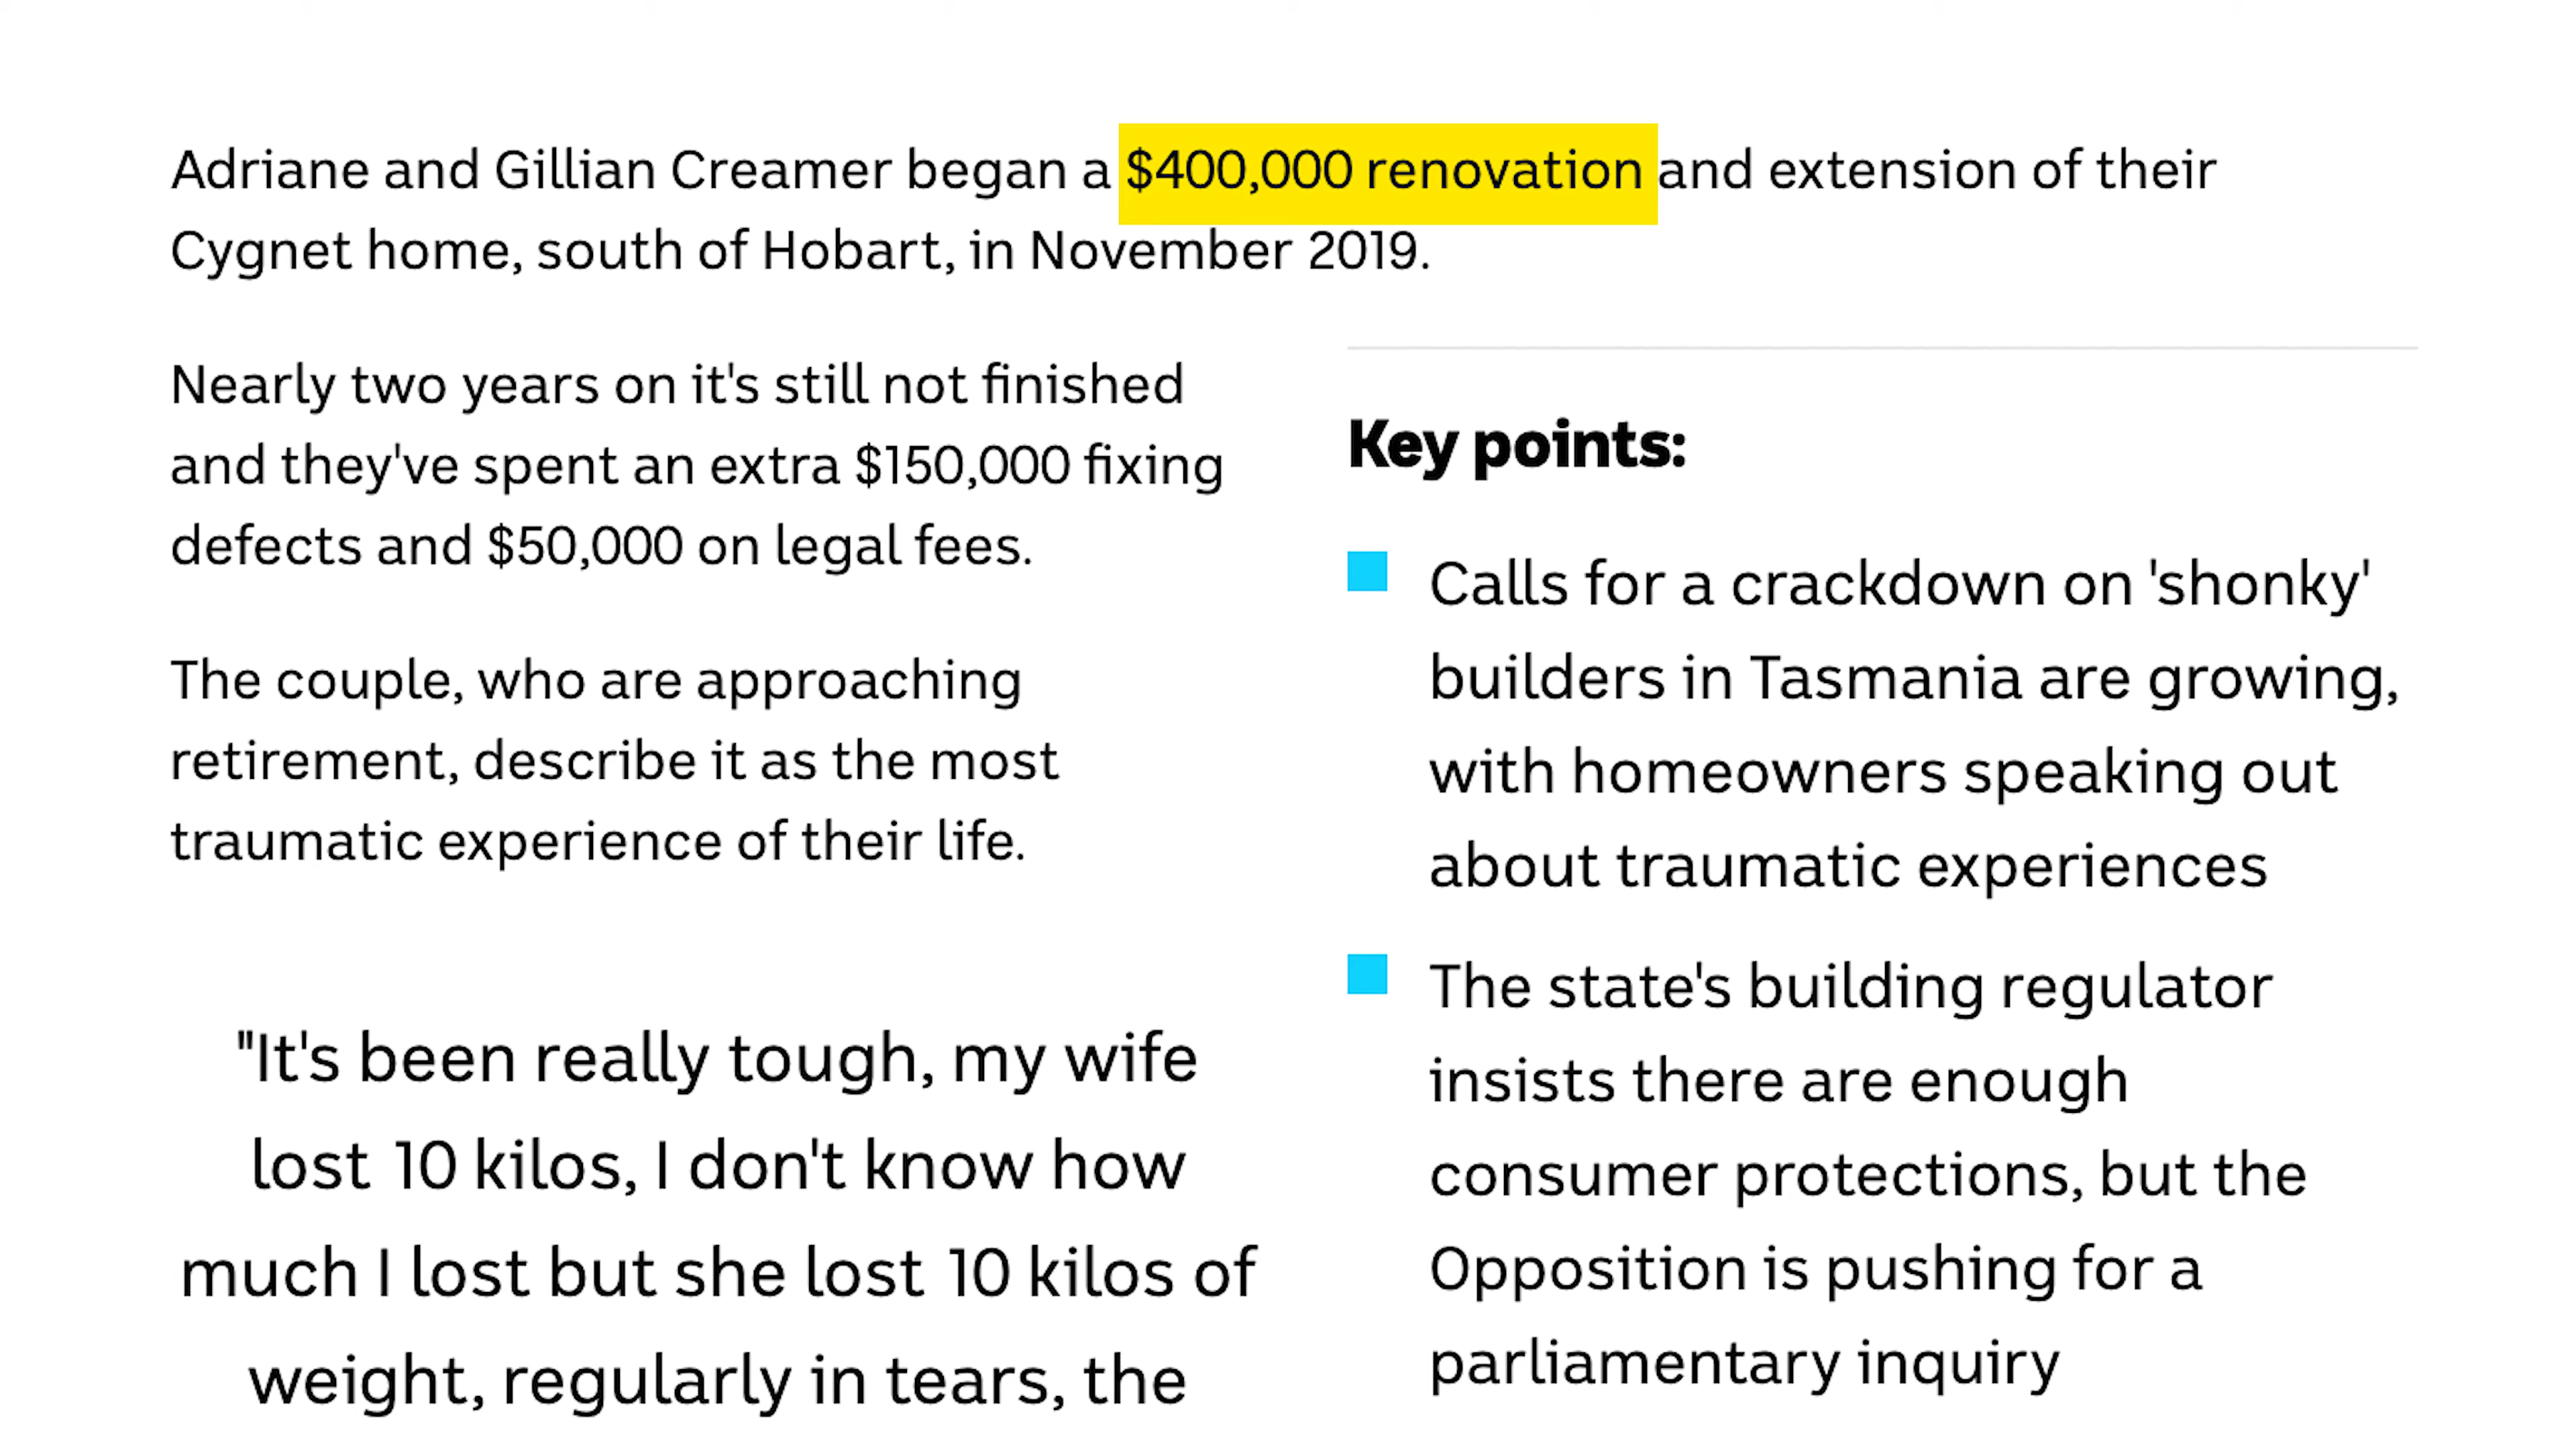 Adriane and Gillian Creamer began a $400,000 renovation and extension of their
Cygnet home, south of Hobart, in November 2019.
Nearly two years on it's still not finished
and they've spent an extra $150,000 fixing
defects and $50,000 on legal fees.
The couple, who are approaching
retirement, describe it as the most
traumatic experience of their life.
"It's been really tough, my wife
lost 10 kilos, I don't know how
much I lost but she lost 10 kilos of
weight, regularly in tears, the
Key points:
Calls for a crackdown on 'shonky'
builders in Tasmania are growing,
with homeowners speaking out
about traumatic experiences
The state's building regulator
insists there are enough
consumer protections, but the
Opposition is pushing for a
parliamentary inquiry